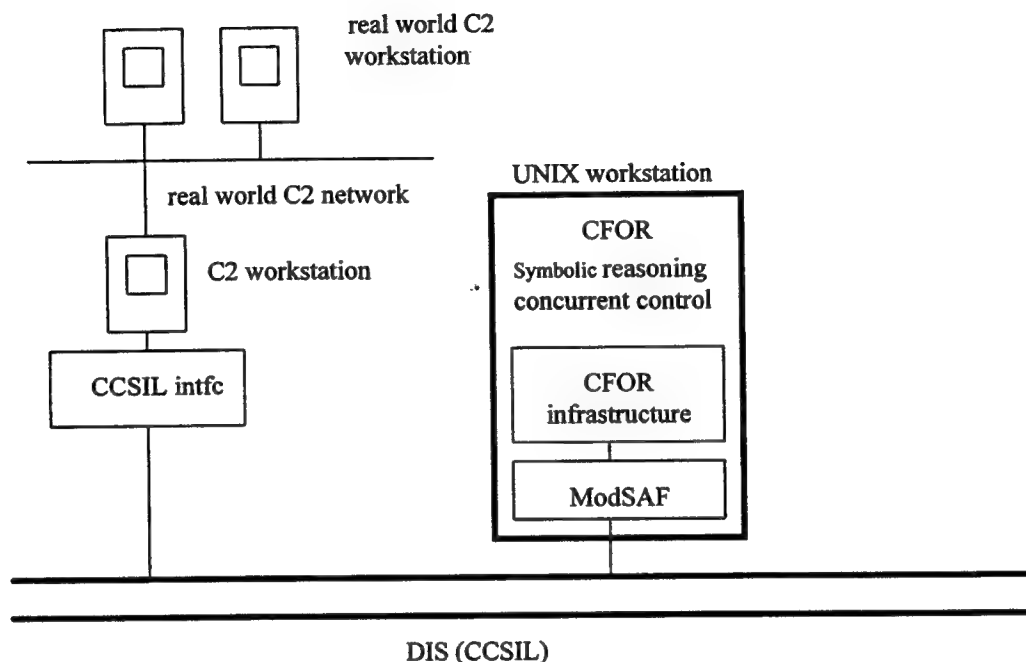 real world C2
workstation
real world C2 network
C2 workstation
CCSIL intfc
UNIX workstation
CFOR
Symbolic reasoning
concurrent control
CFOR
infrastructure
ModSAF
DIS (CCSIL)